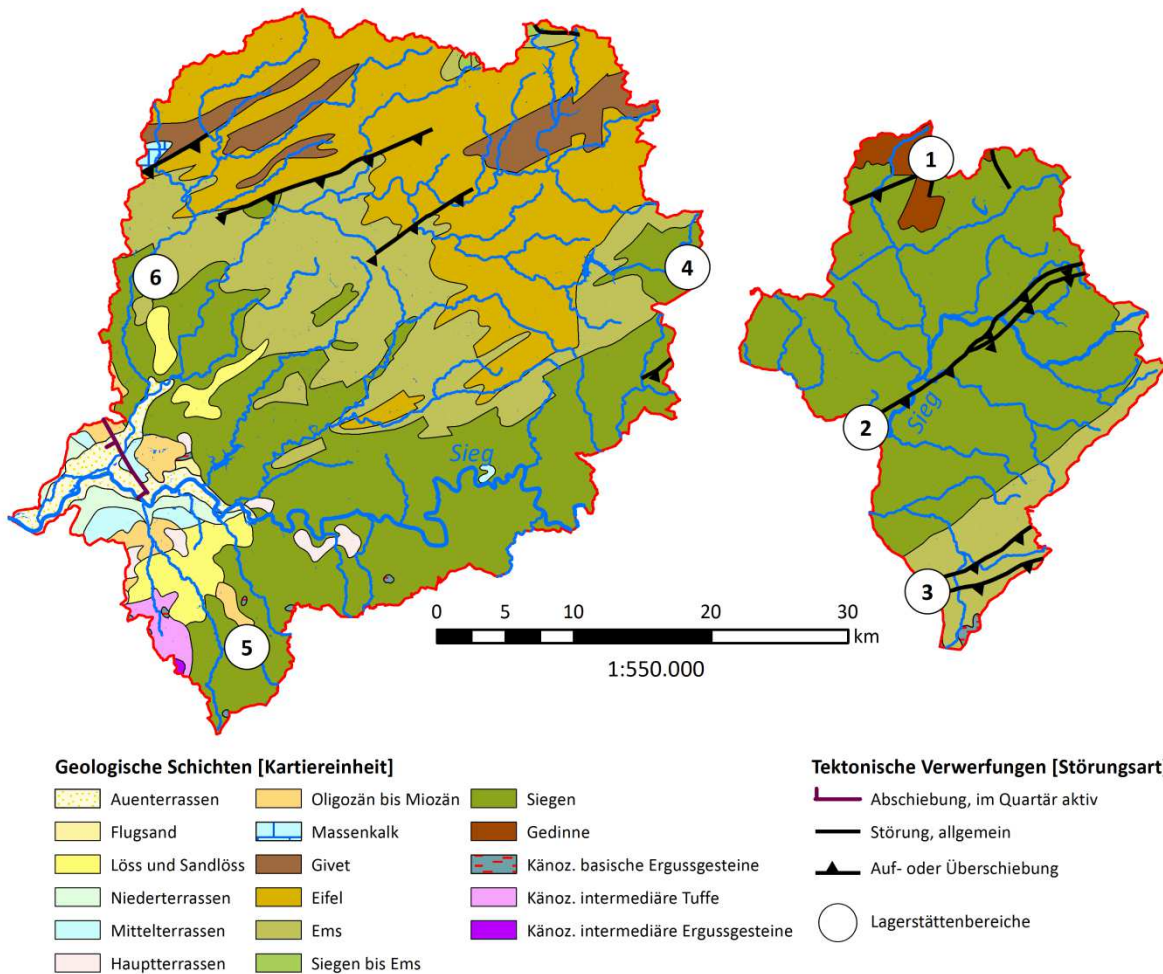 1
6
4
Sieg
2
Sieg
3
5
0 5 10 20 30
km
1:550.000
Geologische Schichten [Kartiereinheit]
Auenterrassen
Flugsand
Löss und Sandlöss
Niederterrassen
Mittelterrassen
Hauptterrassen
Oligozän bis Miozän
Massenkalk
Givet
Eifel
Ems
Siegen bis Ems
Siegen
Gedinne
Känoz. basische Ergussgesteine
Känoz. intermediäre Tuffe
Känoz. intermediäre Ergussgesteine
Tektonische Verwerfungen [Störungsart]
Abschiebung, im Quartär aktiv
Störung, allgemein
Auf- oder Überschiebung
Lagerstättenbereiche